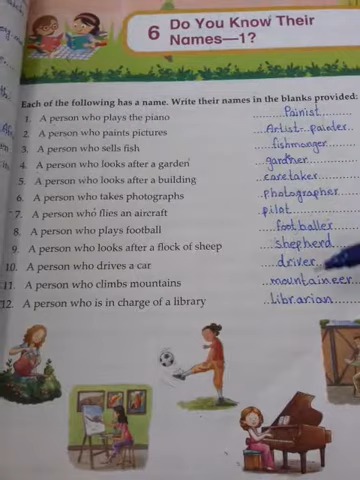 6 Do You Know Their
Names—1?
Each of the following has a name. Write their names in the blanks provided:
1. A person who plays the piano ..........Painist..........
2. A person who paints pictures ....Artist - painder....
3. A person who sells fish ......fishmonger......
4. A person who looks after a garden ..gardner..........
5. A person who looks after a building ..caretaker..........
6. A person who takes photographs ..photographer....
7. A person who flies an aircraft pilot..............
8. A person who plays football ......footballer......
9. A person who looks after a flock of sheep ......shepherd......
10. A person who drives a car ......driver......
11. A person who climbs mountains ...mountaineer...
12. A person who is in charge of a library ...Librarian......